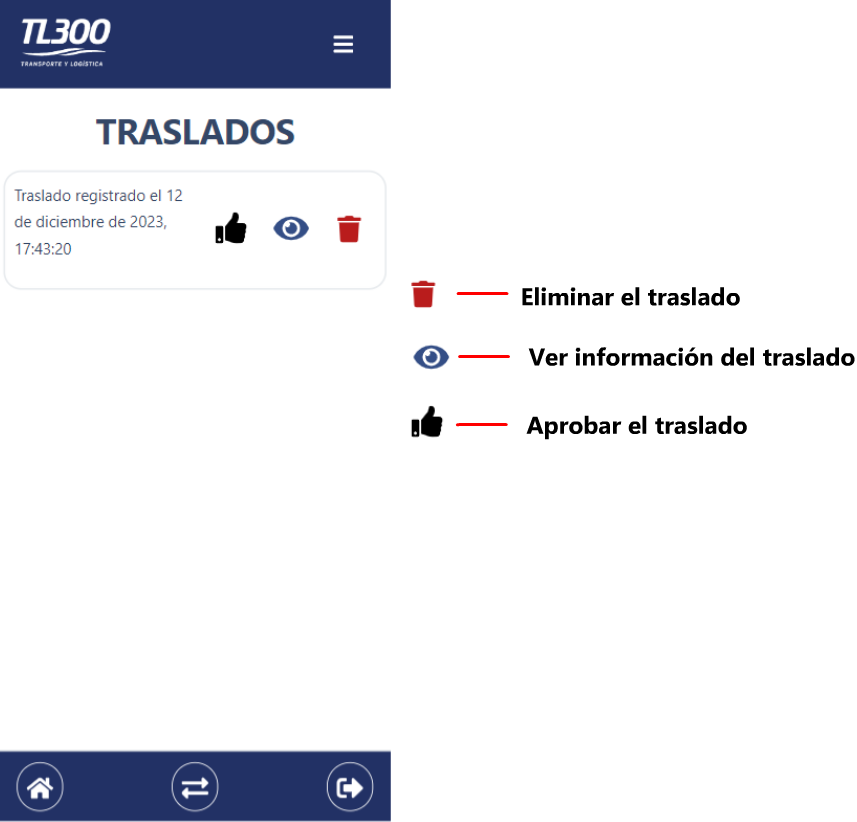 TL300
TRANSPORTE Y LOGÍSTICA
TRASLADOS
Traslado registrado el 12
de diciembre de 2023,
17:43:20
Eliminar el traslado
Ver información del traslado
Aprobar el traslado